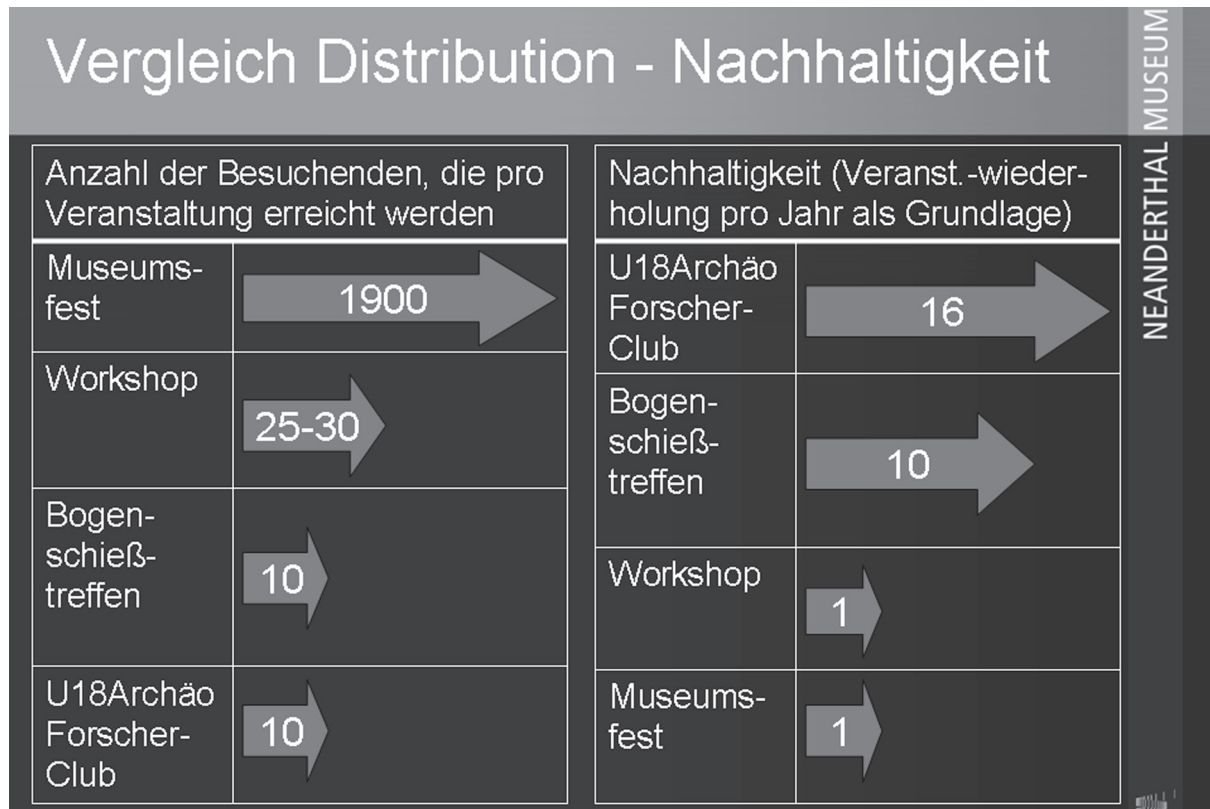 Vergleich Distribution - Nachhaltigkeit
Anzahl der Besuchenden, die pro
Veranstaltung erreicht werden
Museums-
fest
1900
Workshop
25-30
Bogen-
schieß-
treffen
10
U18Archäo
Forscher-
Club
10
Nachhaltigkeit (Veranst.-wieder-
holung pro Jahr als Grundlage)
U18Archäo
Forscher-
Club
16
Bogen-
schieß-
treffen
10
Workshop
1
Museums-
fest
1
NEANDERTHAL MUSEUM